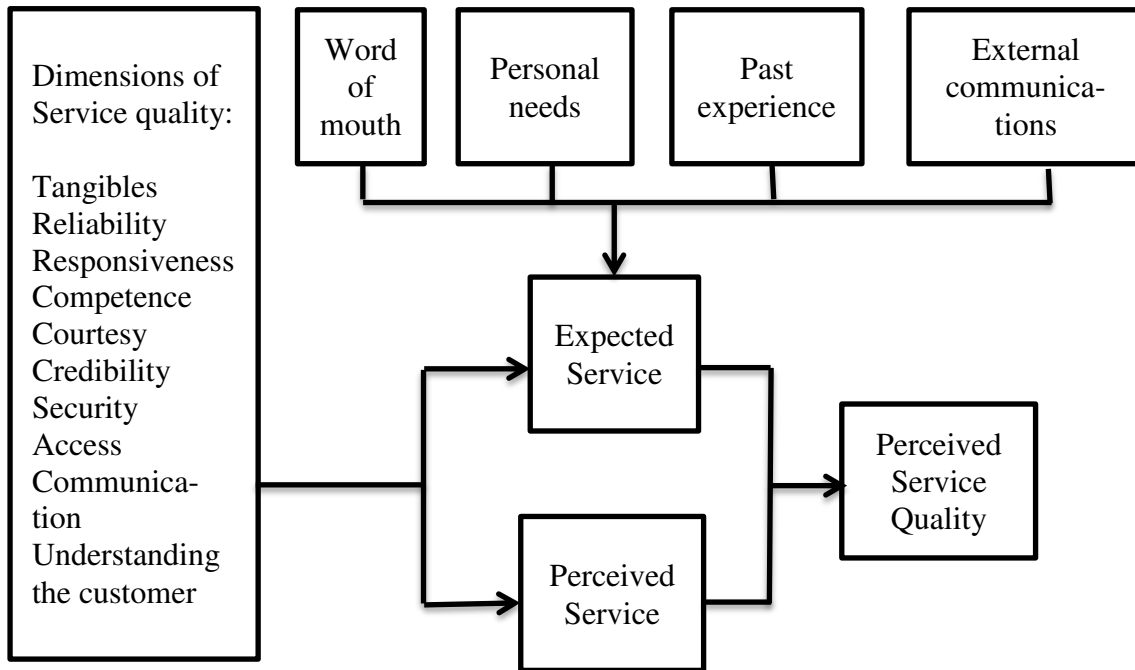 Dimensions of
Service quality:
Tangibles
Reliability
Responsiveness
Competence
Courtesy
Credibility
Security
Access
Communica-
tion
Understanding
the customer
Word
of
mouth
Personal
needs
Past
experience
External
communica-
tions
Expected
Service
Perceived
Service
Perceived
Service
Quality